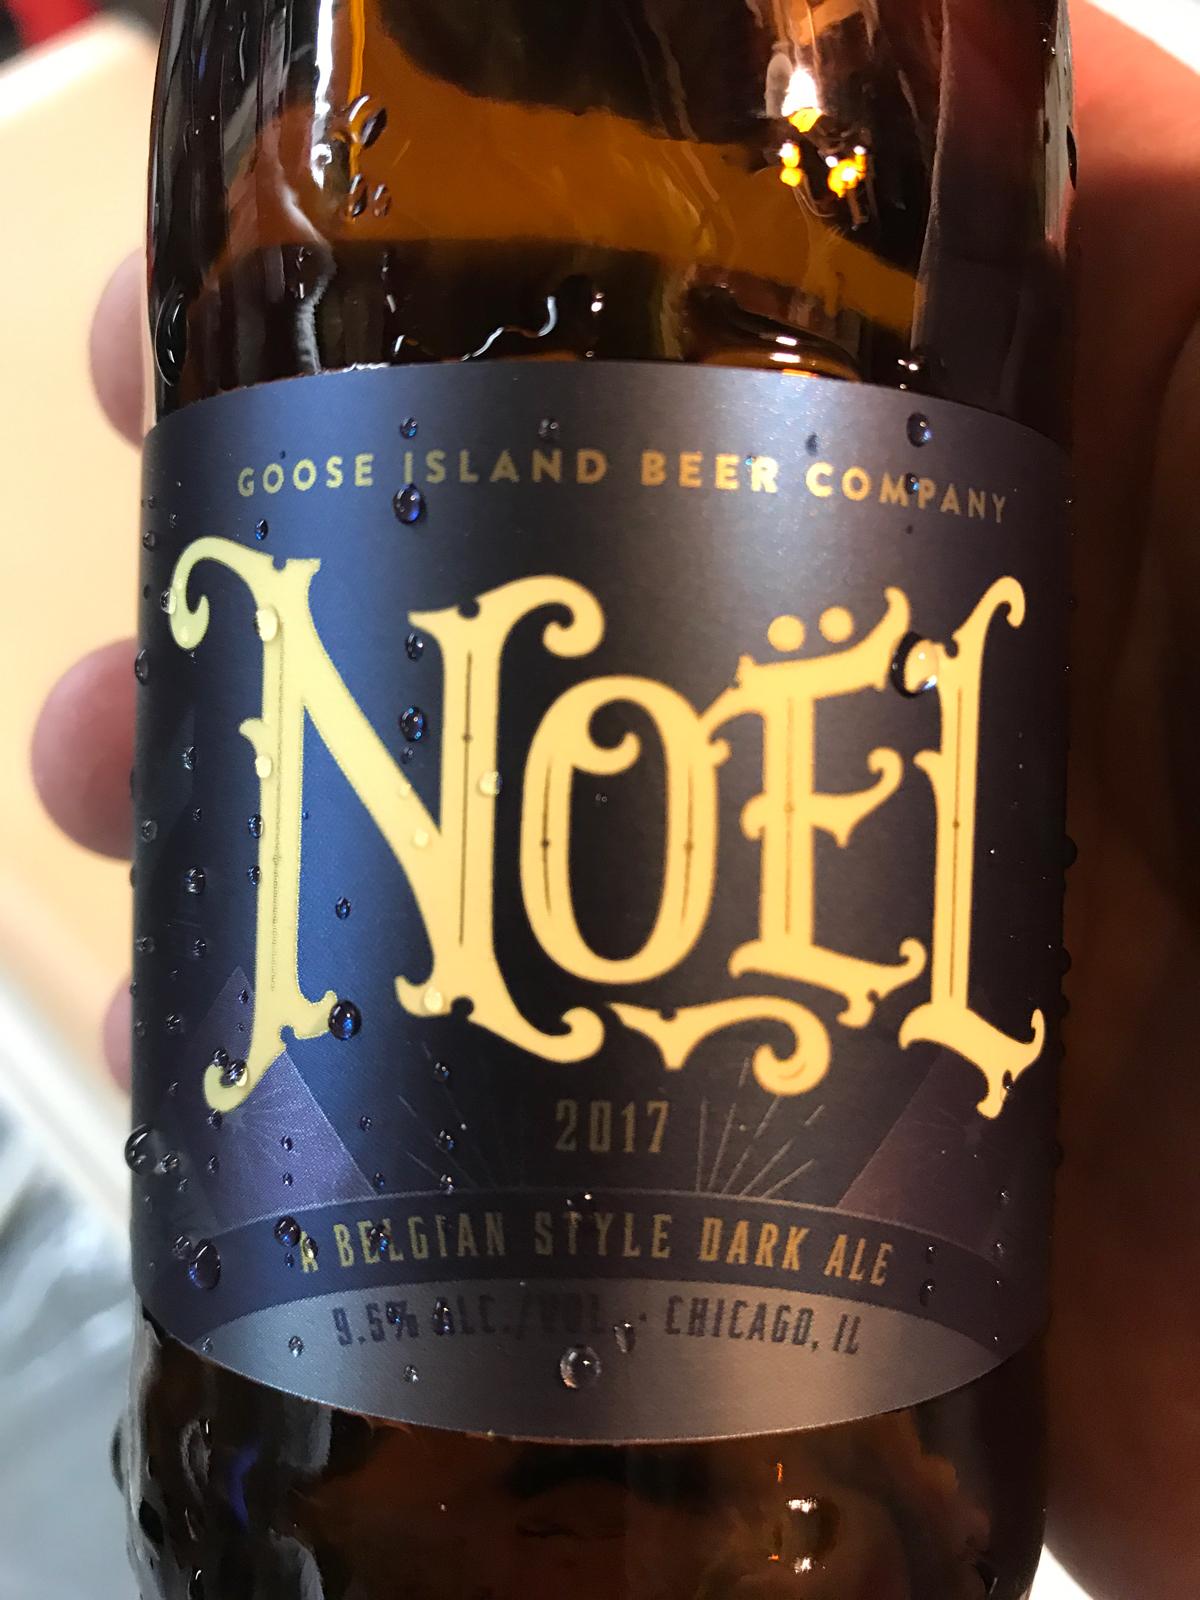 GOOSE ISLAND BEER COMPANY
NOËL
2017
A BELGIAN STYLE DARK ALE
9.5% ALC./VOL. · CHICAGO, IL